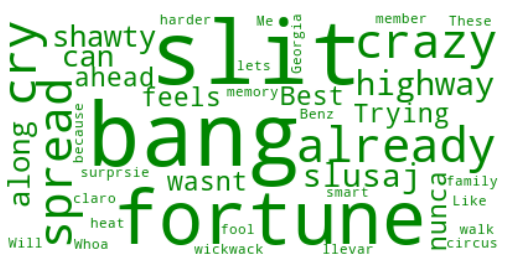 harder
Me
Georgia
member
These
cry
shawty
slit
crazy
can
ahead
lets
highway
feels
memory
Best
Trying
because
bang
Benz
already
along
spread
surprsie
wasnt
slusaj
nunca
family
smart
claro
fortune
Like
heat
fool
walk
Will
Whoa
wickwack
llevar
circus